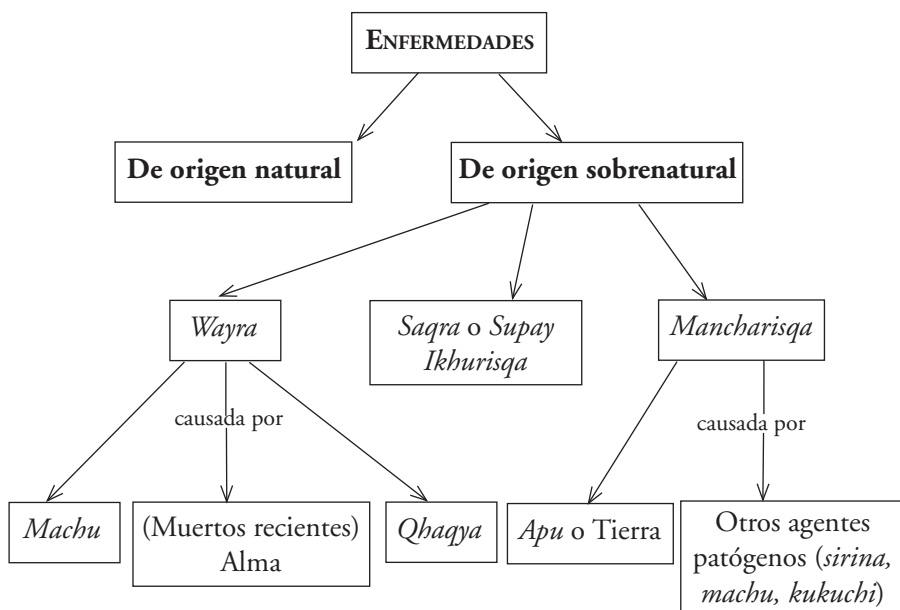 ENFERMEDADES
De origen natural
De origen sobrenatural
Wayra
Saqra o Supay
Ikhurisqa
Mancharisqa
causada por
causada por
Machu
(Muertos recientes)
Alma
Qhaqya
Apu o Tierra
Otros agentes
patógenos (sirina,
machu, kukuchi)